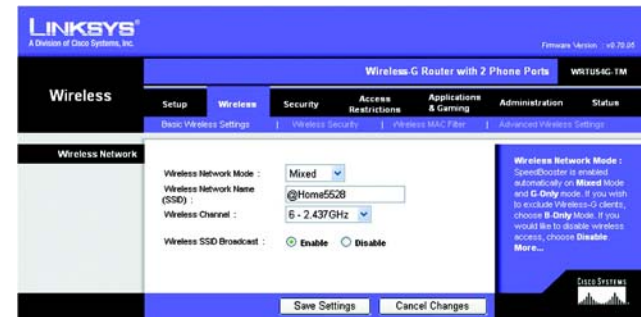 LINKSYS®
A Division of Cisco Systems, Inc.
Firmware Version : v0.70.05
Wireless-G Router with 2 Phone Ports WRTU54G-TM
Wireless
Setup Wireless Security Access Restrictions Applications & Gaming Administration Status
Basic Wireless Settings | Wireless Security | Wireless MAC Filter | Advanced Wireless Settings
Wireless Network
Wireless Network Mode : Mixed
Wireless Network Name (SSID) : @Home5528
Wireless Channel : 6 - 2.437GHz
Wireless SSID Broadcast : Enable Disable
Wireless Network Mode :
SpeedBooster is enabled
automatically on Mixed Mode
and G-Only mode. If you wish
to exclude Wireless-G clients,
choose B-Only Mode. If you
would like to disable wireless
access, choose Disable.
More...
Save Settings Cancel Changes
CISCO SYSTEMS